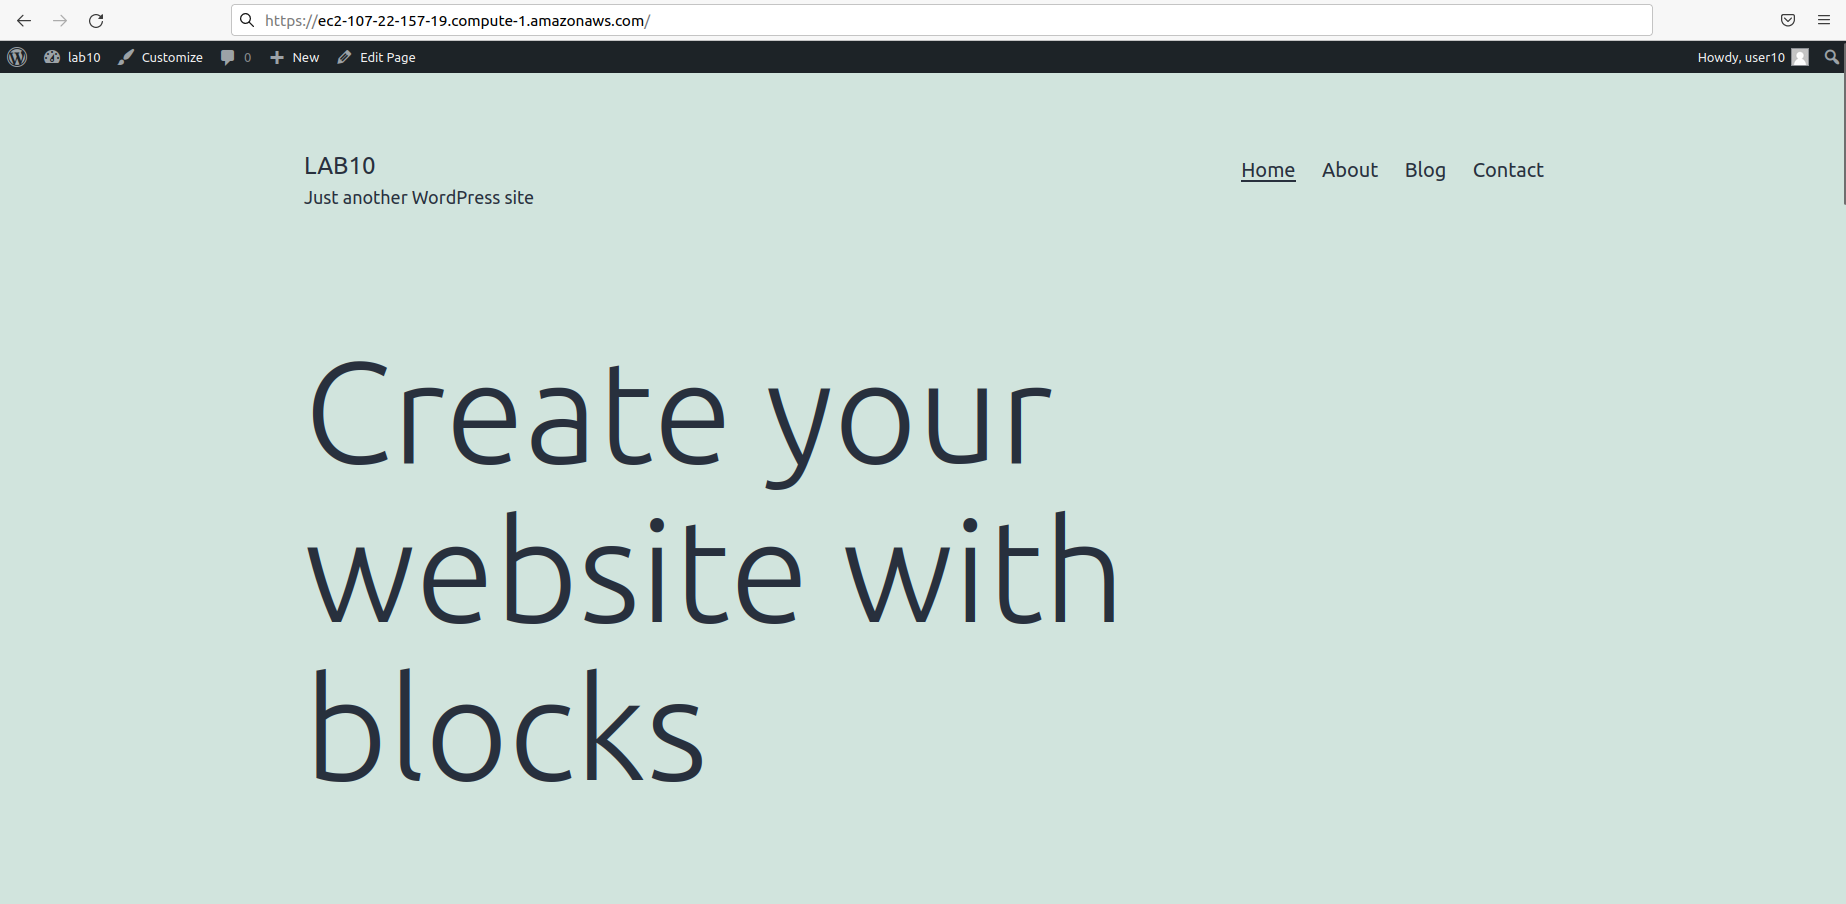 https://ec2-107-22-157-19.compute-1.amazonaws.com/
lab10 Customize 0 New Edit Page Howdy, user10
LAB10
Just another WordPress site
Home About Blog Contact
Create your
website with
blocks